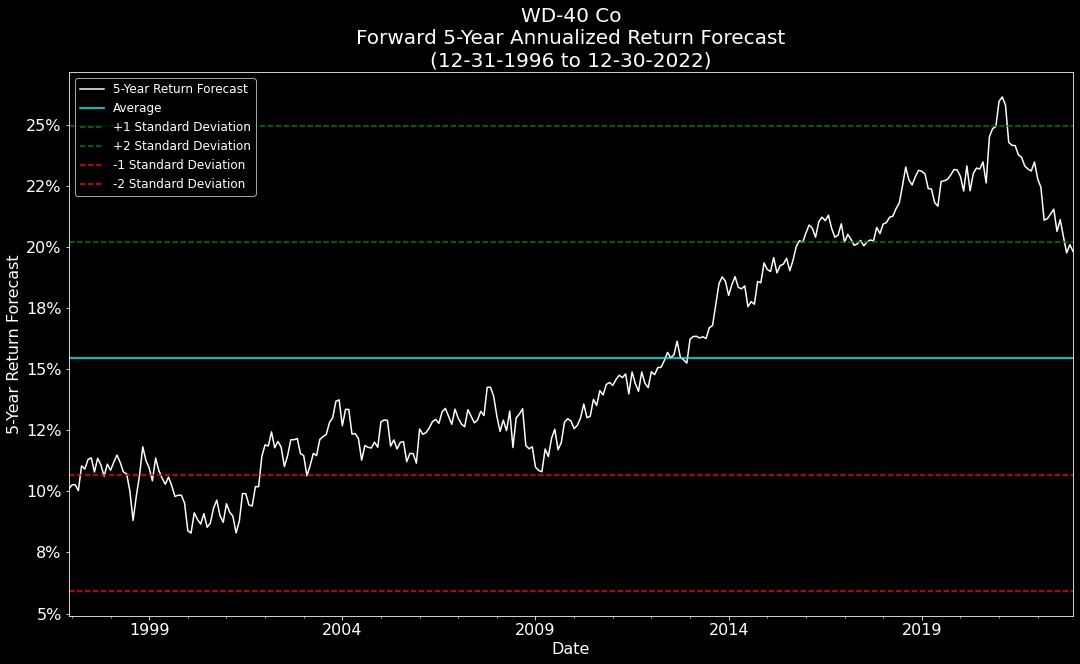 WD-40 Co
Forward 5-Year Annualized Return Forecast
(12-31-1996 to 12-30-2022)
5-Year Return Forecast
Average
+1 Standard Deviation
+2 Standard Deviation
-1 Standard Deviation
-2 Standard Deviation
25%
22%
20%
18%
15%
12%
10%
8%
5%
5-Year Return Forecast
1999 2004 2009 2014 2019
Date